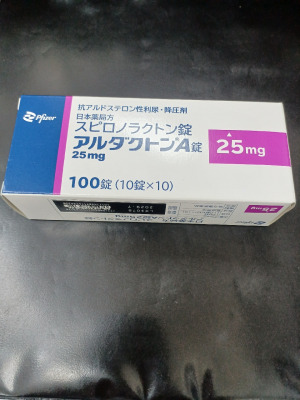 Pfizer
抗アルドステロン性利尿・降圧剤
日本薬局方
スピロノラクトン錠
アルダクトンA錠
25mg
25mg
100錠 (10錠×10)